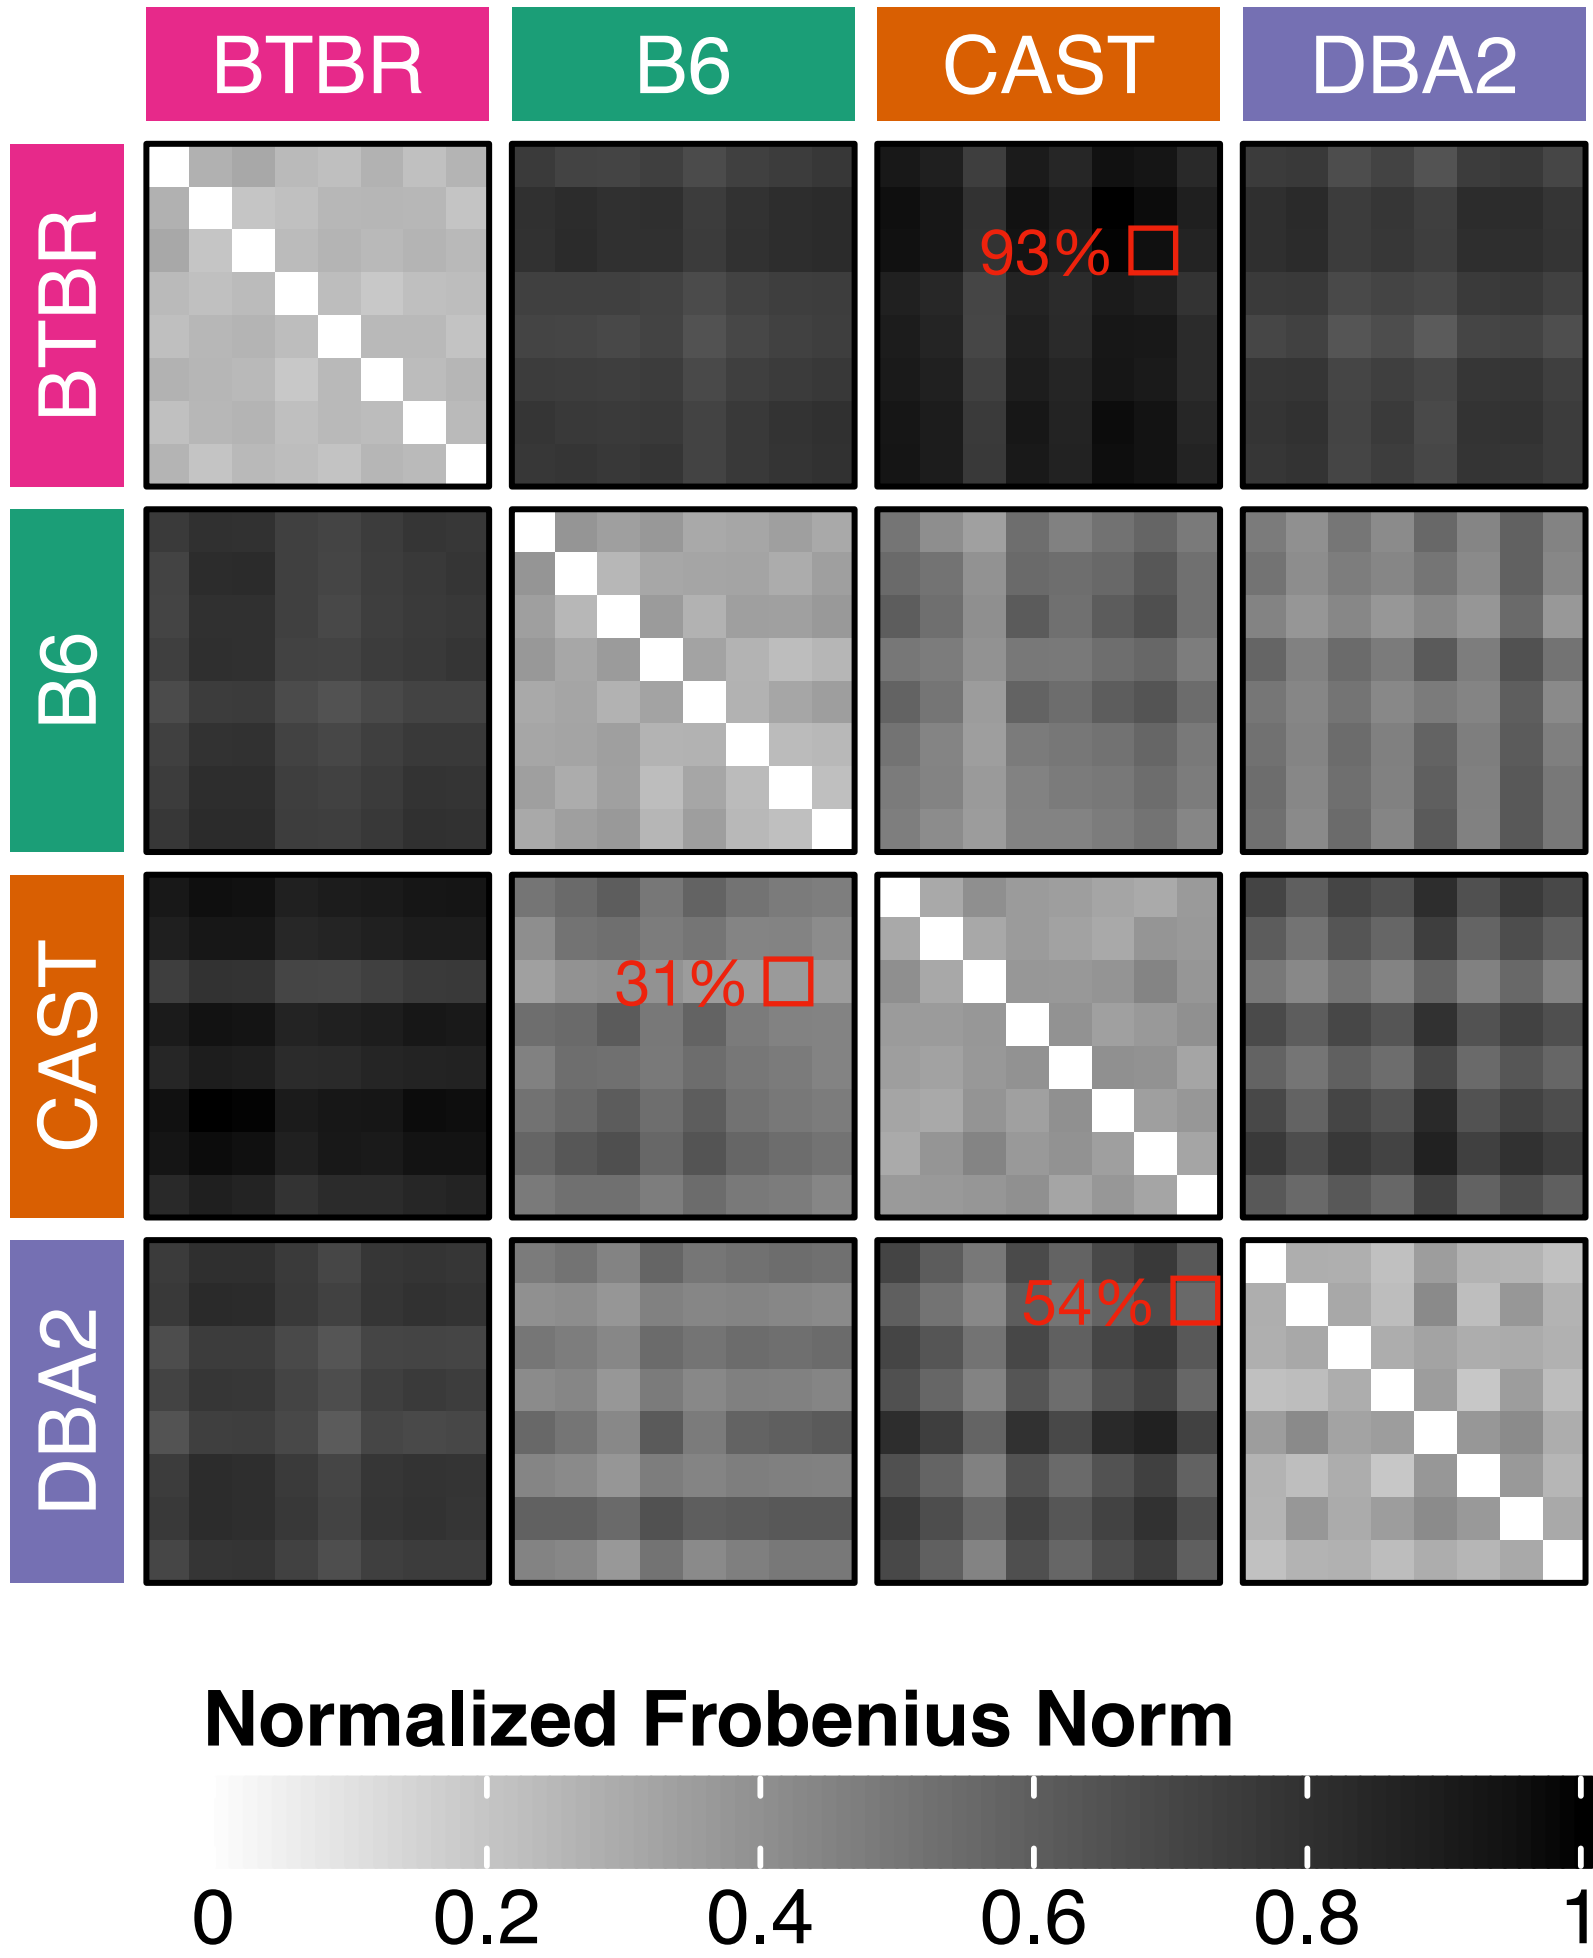 BTBR B6 CAST DBA2
BTBR
93%
B6
CAST
31%
DBA2
54%
Normalized Frobenius Norm
0 0.2 0.4 0.6 0.8 1